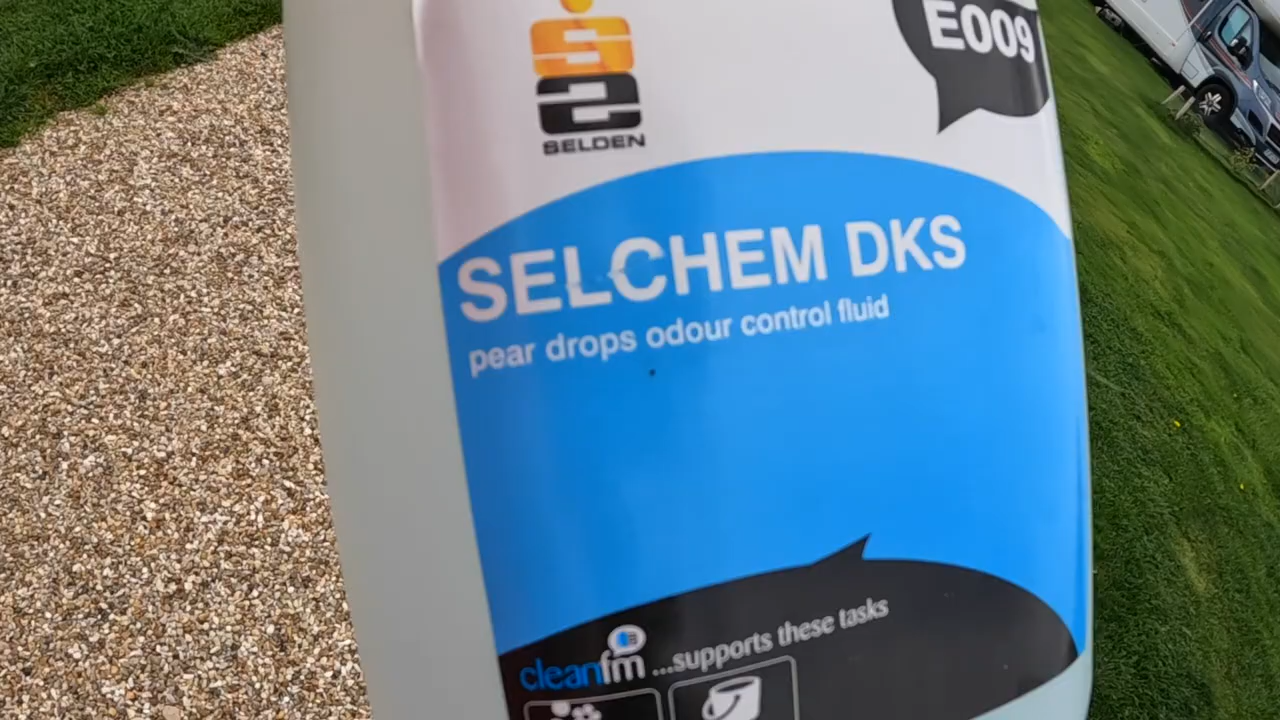 E009
SELDEN
SELCHEM DKS
pear drops odour control fluid
cleanfm ...supports these tasks